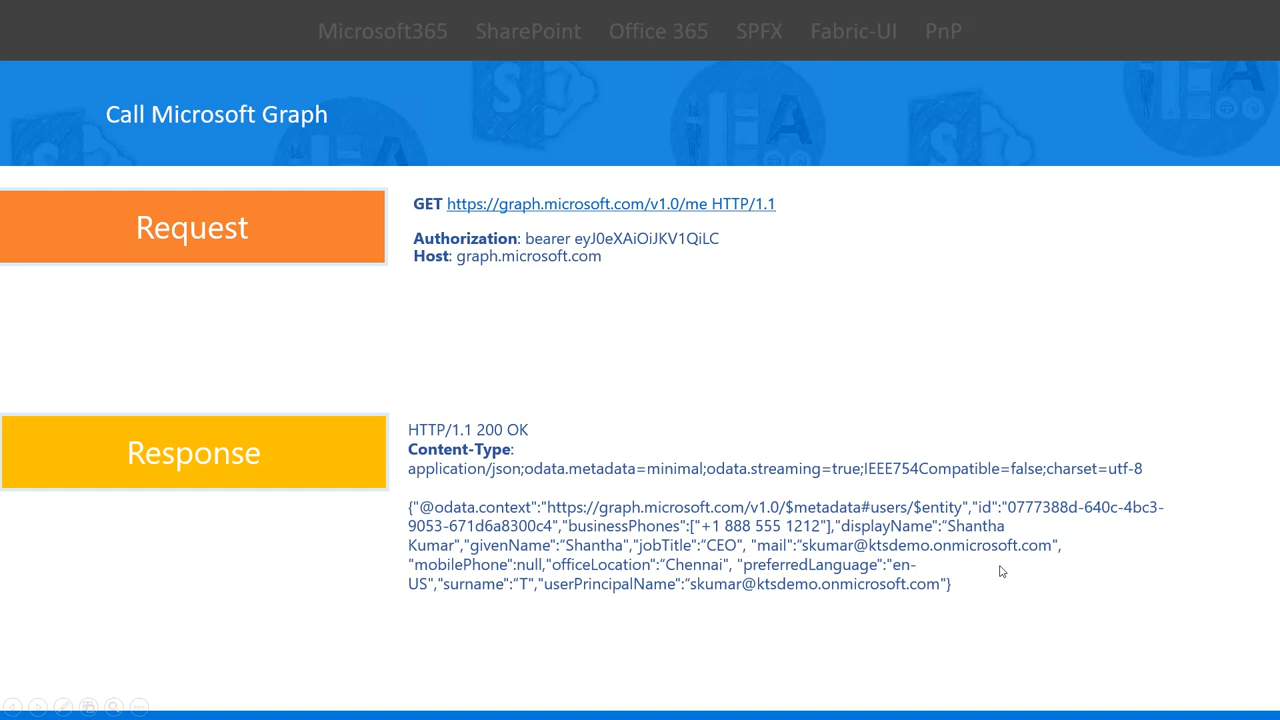 Microsoft365 SharePoint Office 365 SPFX Fabric-UI PnP
Call Microsoft Graph
Request
GET https://graph.microsoft.com/v1.0/me HTTP/1.1
Authorization: bearer eyJ0eXAiOiJKV1QiLC
Host: graph.microsoft.com
Response
HTTP/1.1 200 OK
Content-Type:
application/json;odata.metadata=minimal;odata.streaming=true;IEEE754Compatible=false;charset=utf-8
{"@odata.context":"https://graph.microsoft.com/v1.0/$metadata#users/$entity","id":"0777388d-640c-4bc3-
9053-671d6a8300c4","businessPhones":["+1 888 555 1212"],"displayName":“Shantha
Kumar","givenName":“Shantha","jobTitle":“CEO", "mail":“skumar@ktsdemo.onmicrosoft.com",
"mobilePhone":null,"officeLocation":“Chennai", "preferredLanguage":"en-
US","surname":“T","userPrincipalName":“skumar@ktsdemo.onmicrosoft.com"}